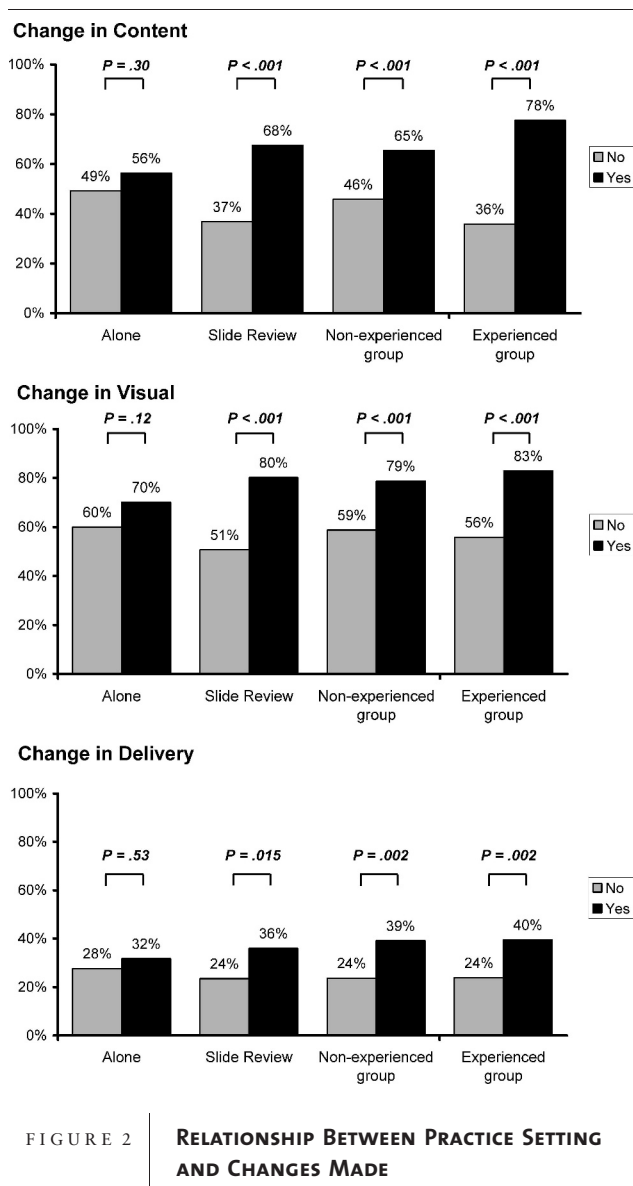 Change in Content
100%
P = .30
P < .001
P < .001
P < .001
80%
78%
68%
65%
60%
56%
49%
46%
No
Yes
40%
37%
36%
20%
0%
Alone
Slide Review
Non-experienced
group
Experienced
group
Change in Visual
100%
P = .12
P < .001
P < .001
P < .001
80%
83%
80%
79%
70%
60%
60%
59%
56%
51%
No
Yes
40%
20%
0%
Alone
Slide Review
Non-experienced
group
Experienced
group
Change in Delivery
100%
80%
P = .53
P = .015
P = .002
P = .002
60%
No
Yes
40%
28%
32%
24%
36%
24%
39%
24%
40%
20%
0%
Alone
Slide Review
Non-experienced
group
Experienced
group
FIGURE 2
Relationship Between Practice Setting
and Changes Made